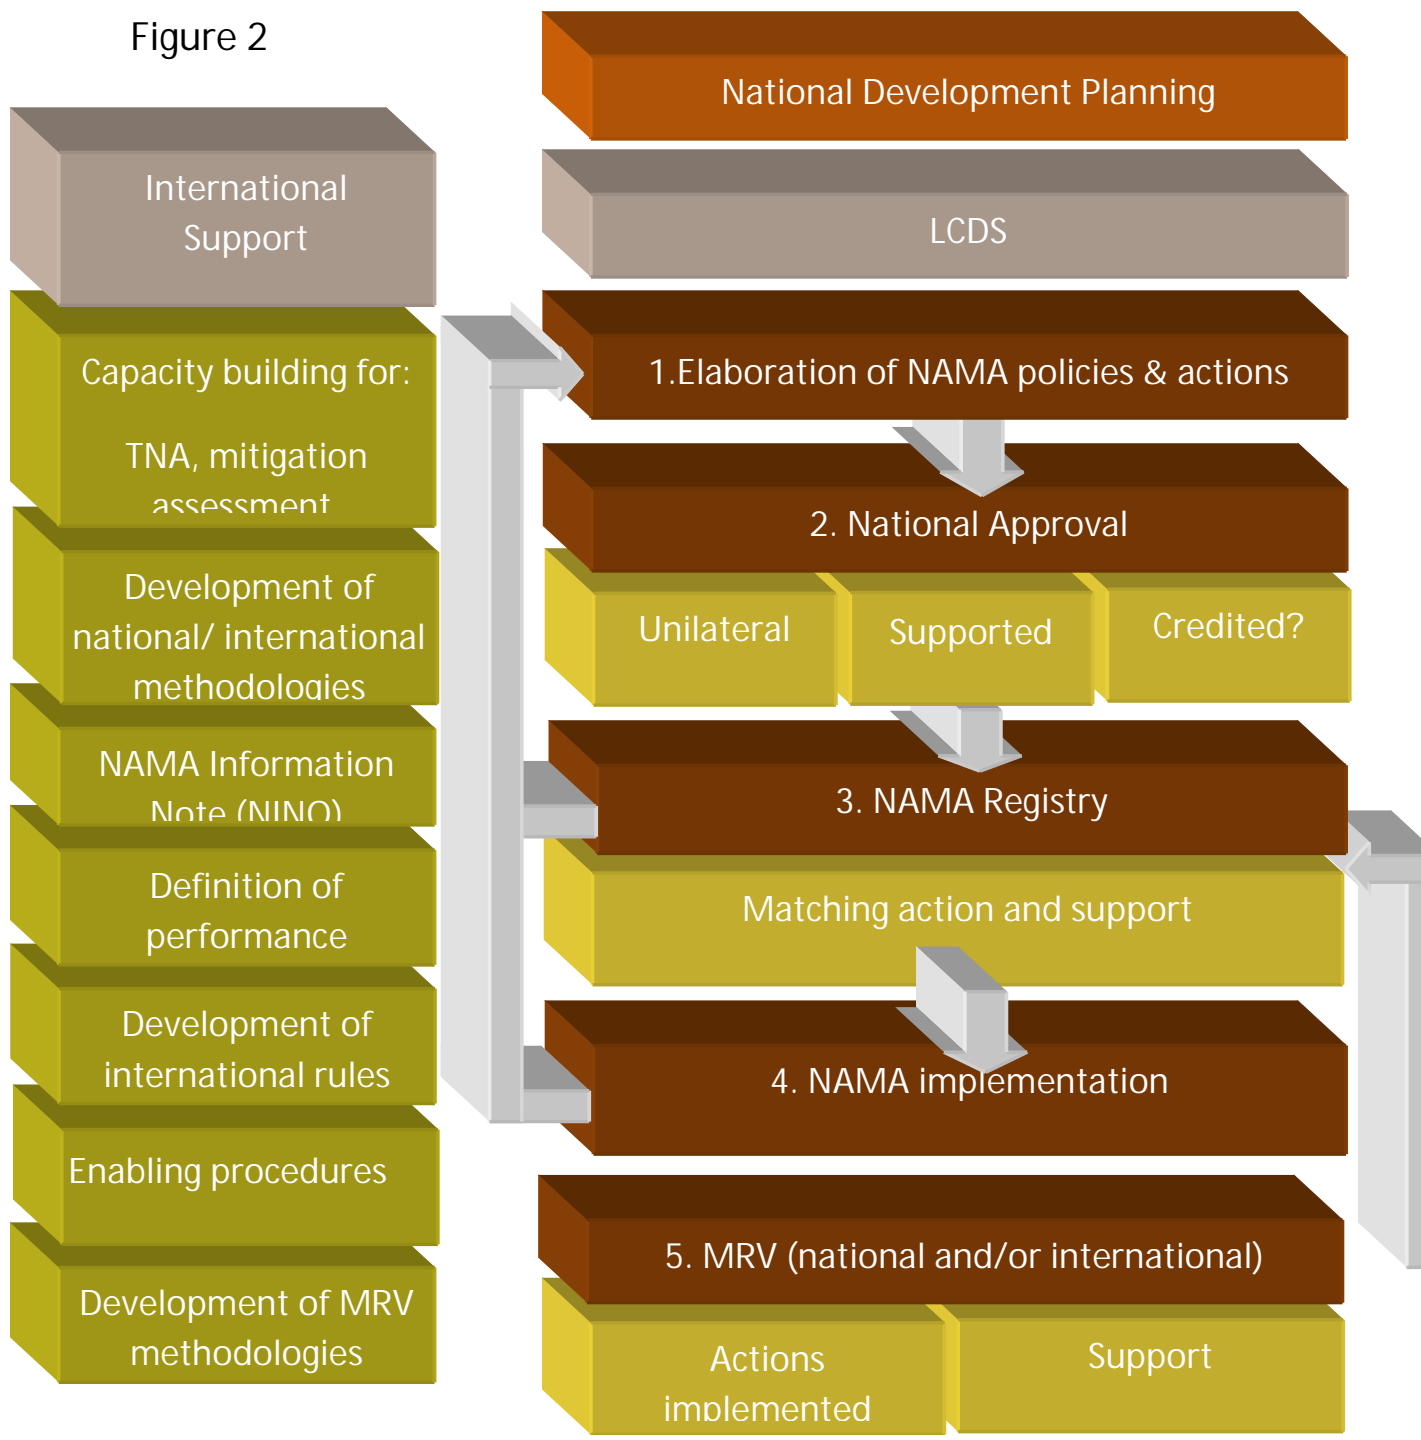 Figure 2
International
Support
Capacity building for:
TNA, mitigation
assessment
Development of
national/ international
methodologies
NAMA Information
Note (NINO)
Definition of
performance
Development of
international rules
Enabling procedures
Development of MRV
methodologies
National Development Planning
LCDS
1.Elaboration of NAMA policies & actions
2. National Approval
Unilateral
Supported
Credited?
3. NAMA Registry
Matching action and support
4. NAMA implementation
5. MRV (national and/or international)
Actions
implemented
Support